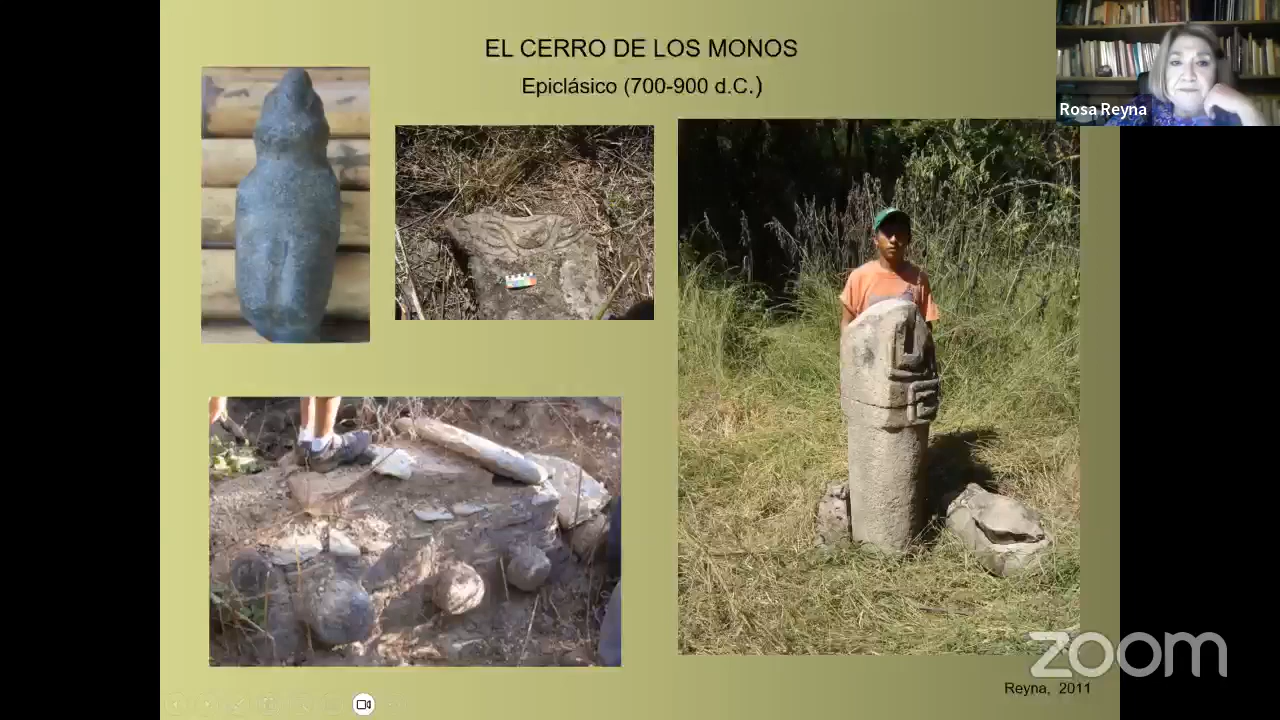 EL CERRO DE LOS MONOS
Epiclásico (700-900 d.C.)
Rosa Reyna
zoom
Reyna, 2011